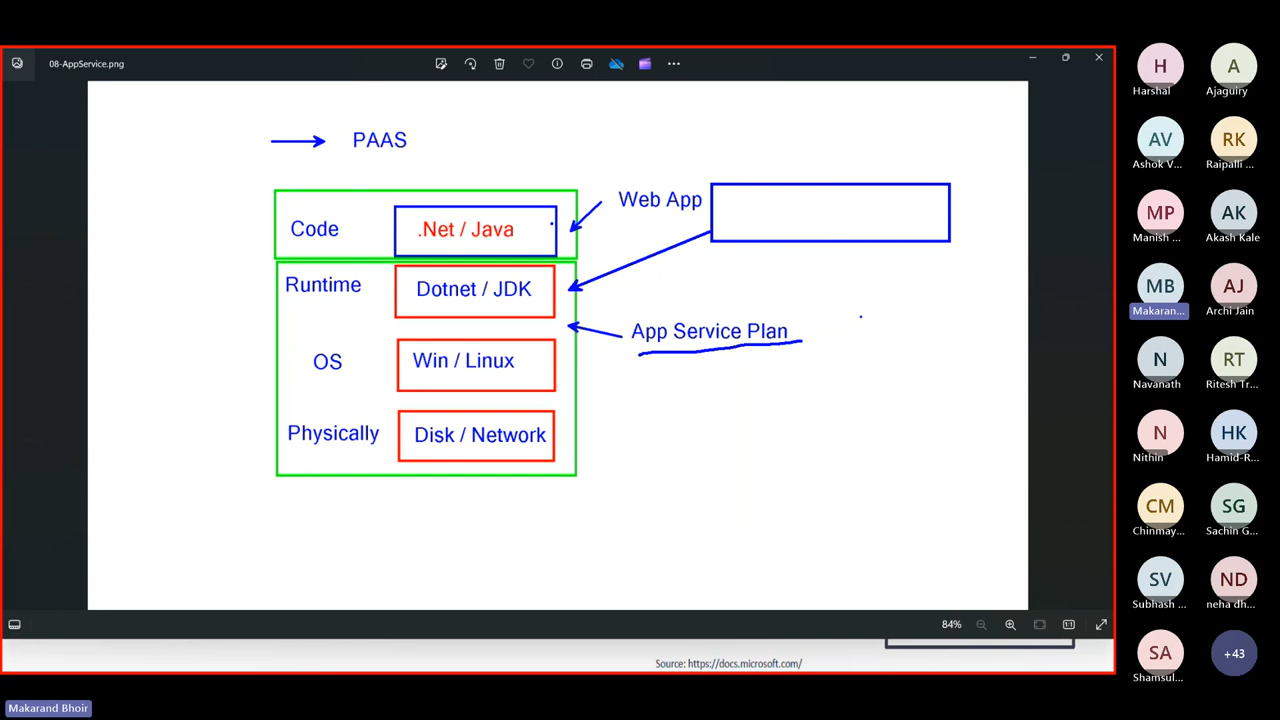 08-AppService.png
PAAS
Web App
Code
.Net / Java
Runtime
Dotnet / JDK
App Service Plan
OS
Win / Linux
Physically
Disk / Network
84%
1:1
Source: https://docs.microsoft.com/
H
Harshal
A
Ajaguiry
AV
Ashok V...
RK
Raipalli ...
MP
Manish ...
AK
Akash Kale
MB
Makaran...
AJ
Archi Jain
N
Navanath
RT
Ritesh Tr...
N
Nithin
HK
Hamid-R...
CM
Chinmay...
SG
Sachin G...
SV
Subhash ...
ND
neha dh...
SA
Shamsul...
+43
Makarand Bhoir